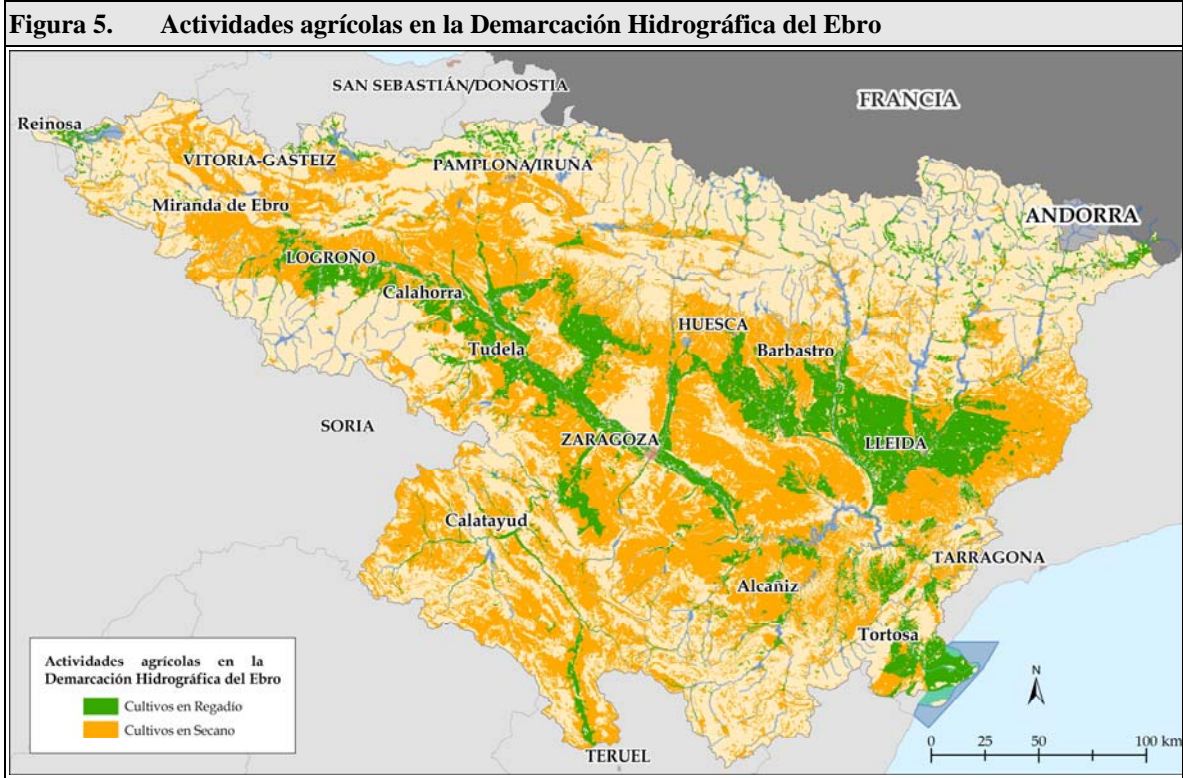 Figura 5. Actividades agrícolas en la Demarcación Hidrográfica del Ebro
SAN SEBASTIÁN/DONOSTIA
FRANCIA
Reinosa
VITORIA-GASTEIZ
PAMPLONA/IRUÑA
Miranda de Ebro
ANDORRA
LOGROÑO
Calahorra
HUESCA
Tudela
Barbastro
SORIA
ZARAGOZA
LLEIDA
Calatayud
TARRAGONA
Alcañiz
Tortosa
Actividades agrícolas en la
Demarcación Hidrográfica del Ebro
Cultivos en Regadío
Cultivos en Secano
N
0 25 50 100 km
TERUEL